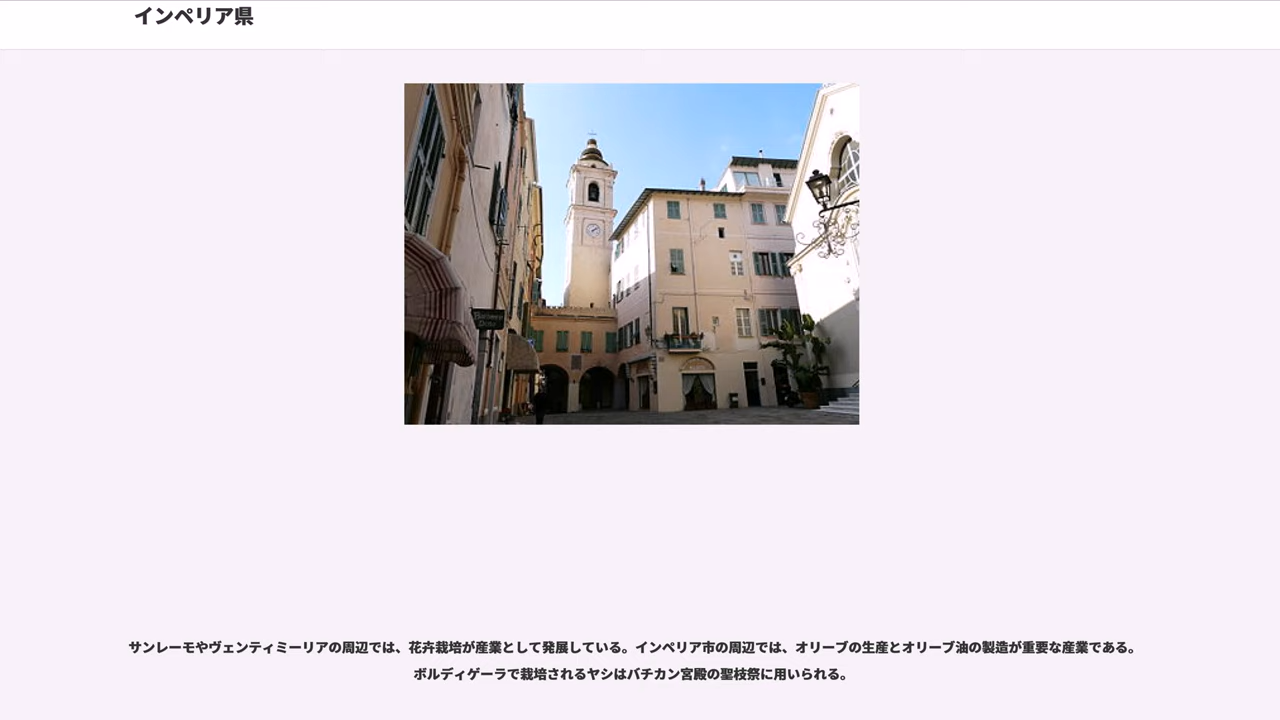 インペリア県
サンレーモやヴェンティミーリアの周辺では、花卉栽培が産業として発展している。インペリア市の周辺では、オリーブの生産とオリーブ油の製造が重要な産業である。
ボルディゲーラで栽培されるヤシはバチカン宮殿の聖枝祭に用いられる。